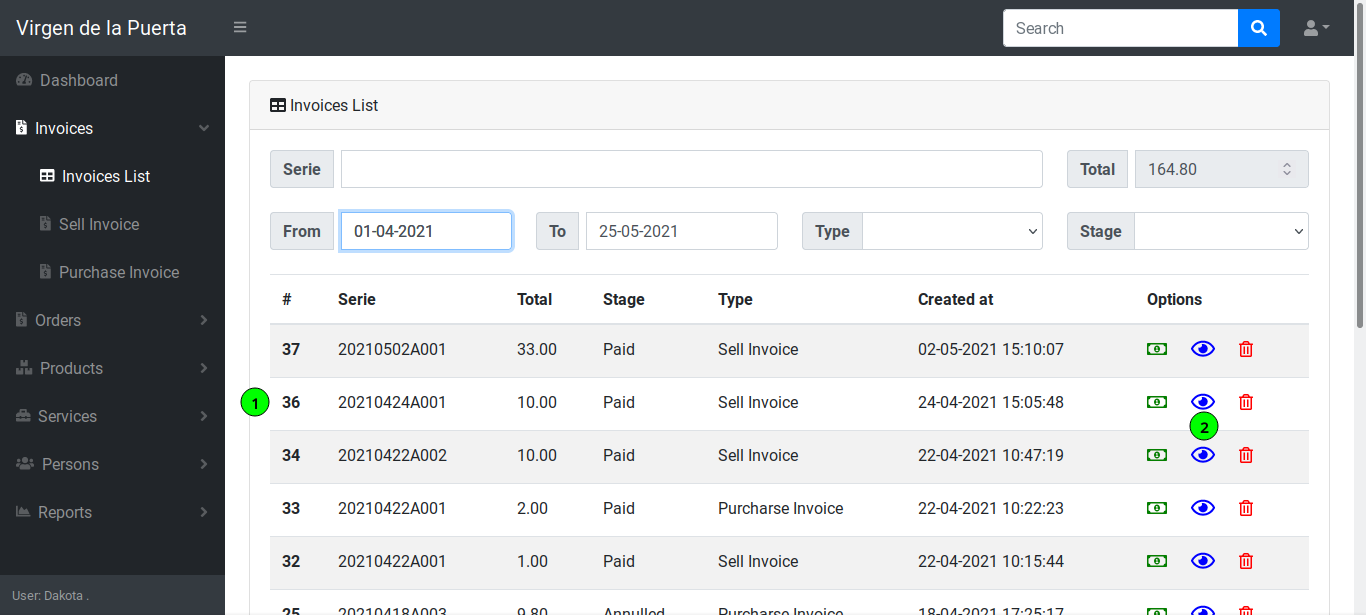 Virgen de la Puerta
Search
Dashboard
Invoices
Invoices List
Sell Invoice
Purchase Invoice
Orders
Products
Services
Persons
Reports
User: Dakota .
Invoices List
Serie
Total 164.80
From 01-04-2021 To 25-05-2021 Type Stage
# Serie Total Stage Type Created at Options
37 20210502A001 33.00 Paid Sell Invoice 02-05-2021 15:10:07
1 36 20210424A001 10.00 Paid Sell Invoice 24-04-2021 15:05:48
2
34 20210422A002 10.00 Paid Sell Invoice 22-04-2021 10:47:19
33 20210422A001 2.00 Paid Purcharse Invoice 22-04-2021 10:22:23
32 20210422A001 1.00 Paid Sell Invoice 22-04-2021 10:15:44
25 20210418A003 9.80 Annulled Purcharse Invoice 18-04-2021 17:25:17